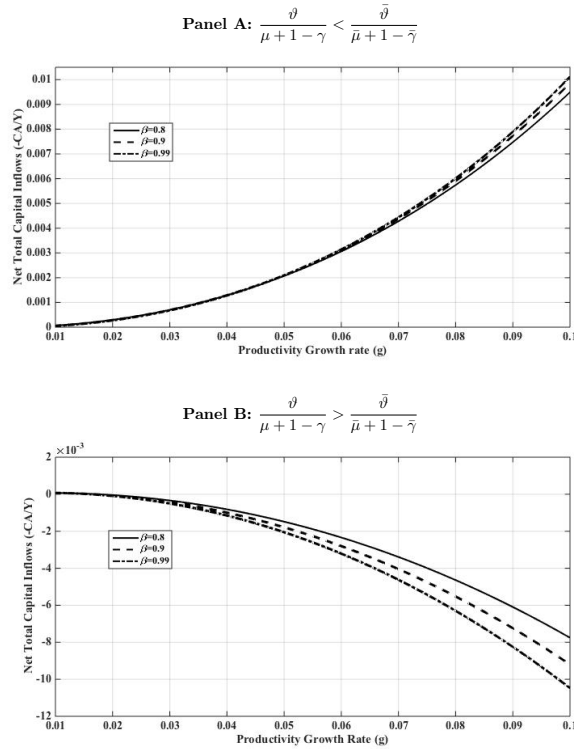 Panel A: ϑ / (μ + 1 − γ) < ϑ̄ / (μ̄ + 1 − γ̄)
Net Total Capital Inflows (-CA/Y)
0.01
0.009
0.008
0.007
0.006
0.005
0.004
0.003
0.002
0.001
0
β=0.8
β=0.9
β=0.99
0.01 0.02 0.03 0.04 0.05 0.06 0.07 0.08 0.09 0.1
Productivity Growth rate (g)
Panel B: ϑ / (μ + 1 − γ) > ϑ̄ / (μ̄ + 1 − γ̄)
×10⁻³
Net Total Capital Inflows (-CA/Y)
2
0
-2
-4
-6
-8
-10
-12
β=0.8
β=0.9
β=0.99
0.01 0.02 0.03 0.04 0.05 0.06 0.07 0.08 0.09 0.1
Productivity Growth Rate (g)